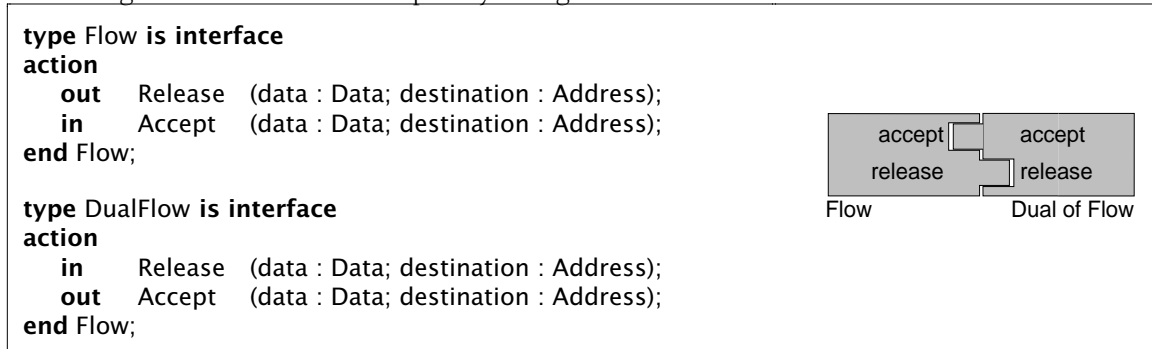 type Flow is interface
action
out Release (data : Data; destination : Address);
in Accept (data : Data; destination : Address);
end Flow;
type DualFlow is interface
action
in Release (data : Data; destination : Address);
out Accept (data : Data; destination : Address);
end Flow;
accept accept
release release
Flow Dual of Flow